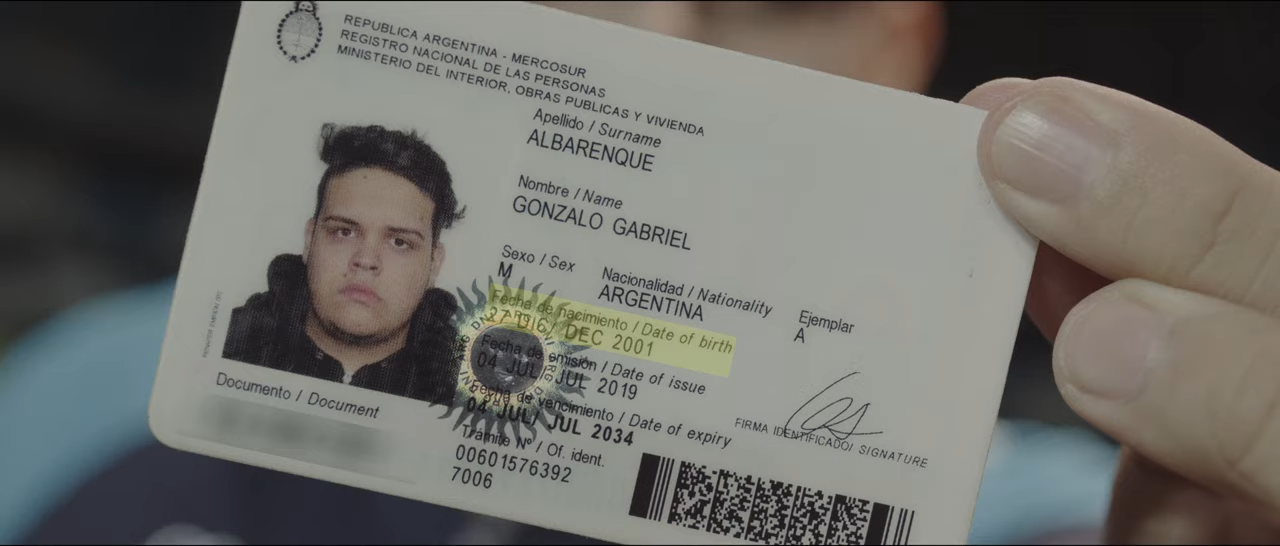 REPUBLICA ARGENTINA - MERCOSUR
REGISTRO NACIONAL DE LAS PERSONAS
MINISTERIO DEL INTERIOR, OBRAS PUBLICAS Y VIVIENDA
Apellido / Surname
ALBARENQUE
Nombre / Name
GONZALO GABRIEL
Sexo / Sex
M
Nacionalidad / Nationality
ARGENTINA
Ejemplar
A
Fecha de nacimiento / Date of birth
27 DIC/ DEC 2001
Fecha de emisión / Date of issue
04 JUL/ JUL 2019
Fecha de vencimiento / Date of expiry
04 JUL/ JUL 2034
Trámite Nº / Of. ident.
00601576392
7006
Documento / Document
FIRMA IDENTIFICADO/ SIGNATURE